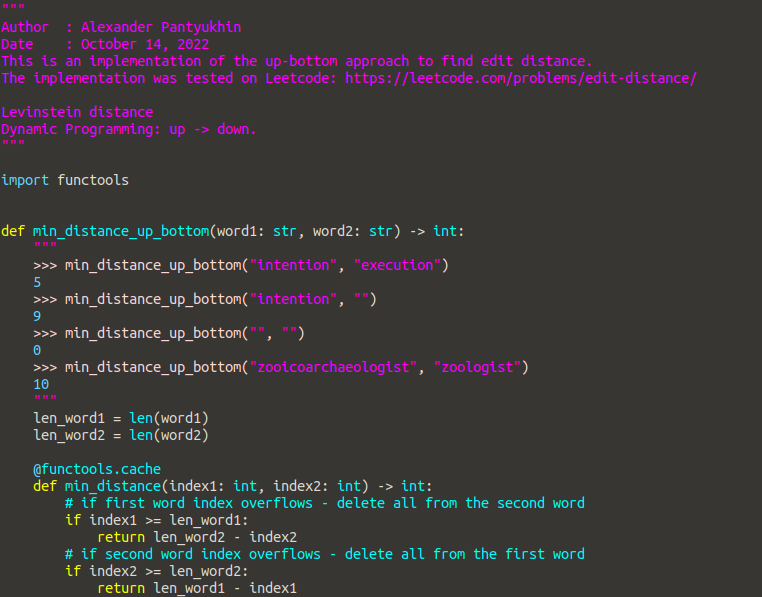 """
Author  : Alexander Pantyukhin
Date    : October 14, 2022
This is an implementation of the up-bottom approach to find edit distance.
The implementation was tested on Leetcode: https://leetcode.com/problems/edit-distance/

Levinstein distance
Dynamic Programming: up -> down.
"""

import functools


def min_distance_up_bottom(word1: str, word2: str) -> int:
    """
    >>> min_distance_up_bottom("intention", "execution")
    5
    >>> min_distance_up_bottom("intention", "")
    9
    >>> min_distance_up_bottom("", "")
    0
    >>> min_distance_up_bottom("zooicoarchaeologist", "zoologist")
    10
    """
    len_word1 = len(word1)
    len_word2 = len(word2)

    @functools.cache
    def min_distance(index1: int, index2: int) -> int:
        # if first word index overflows - delete all from the second word
        if index1 >= len_word1:
            return len_word2 - index2
        # if second word index overflows - delete all from the first word
        if index2 >= len_word2:
            return len_word1 - index1